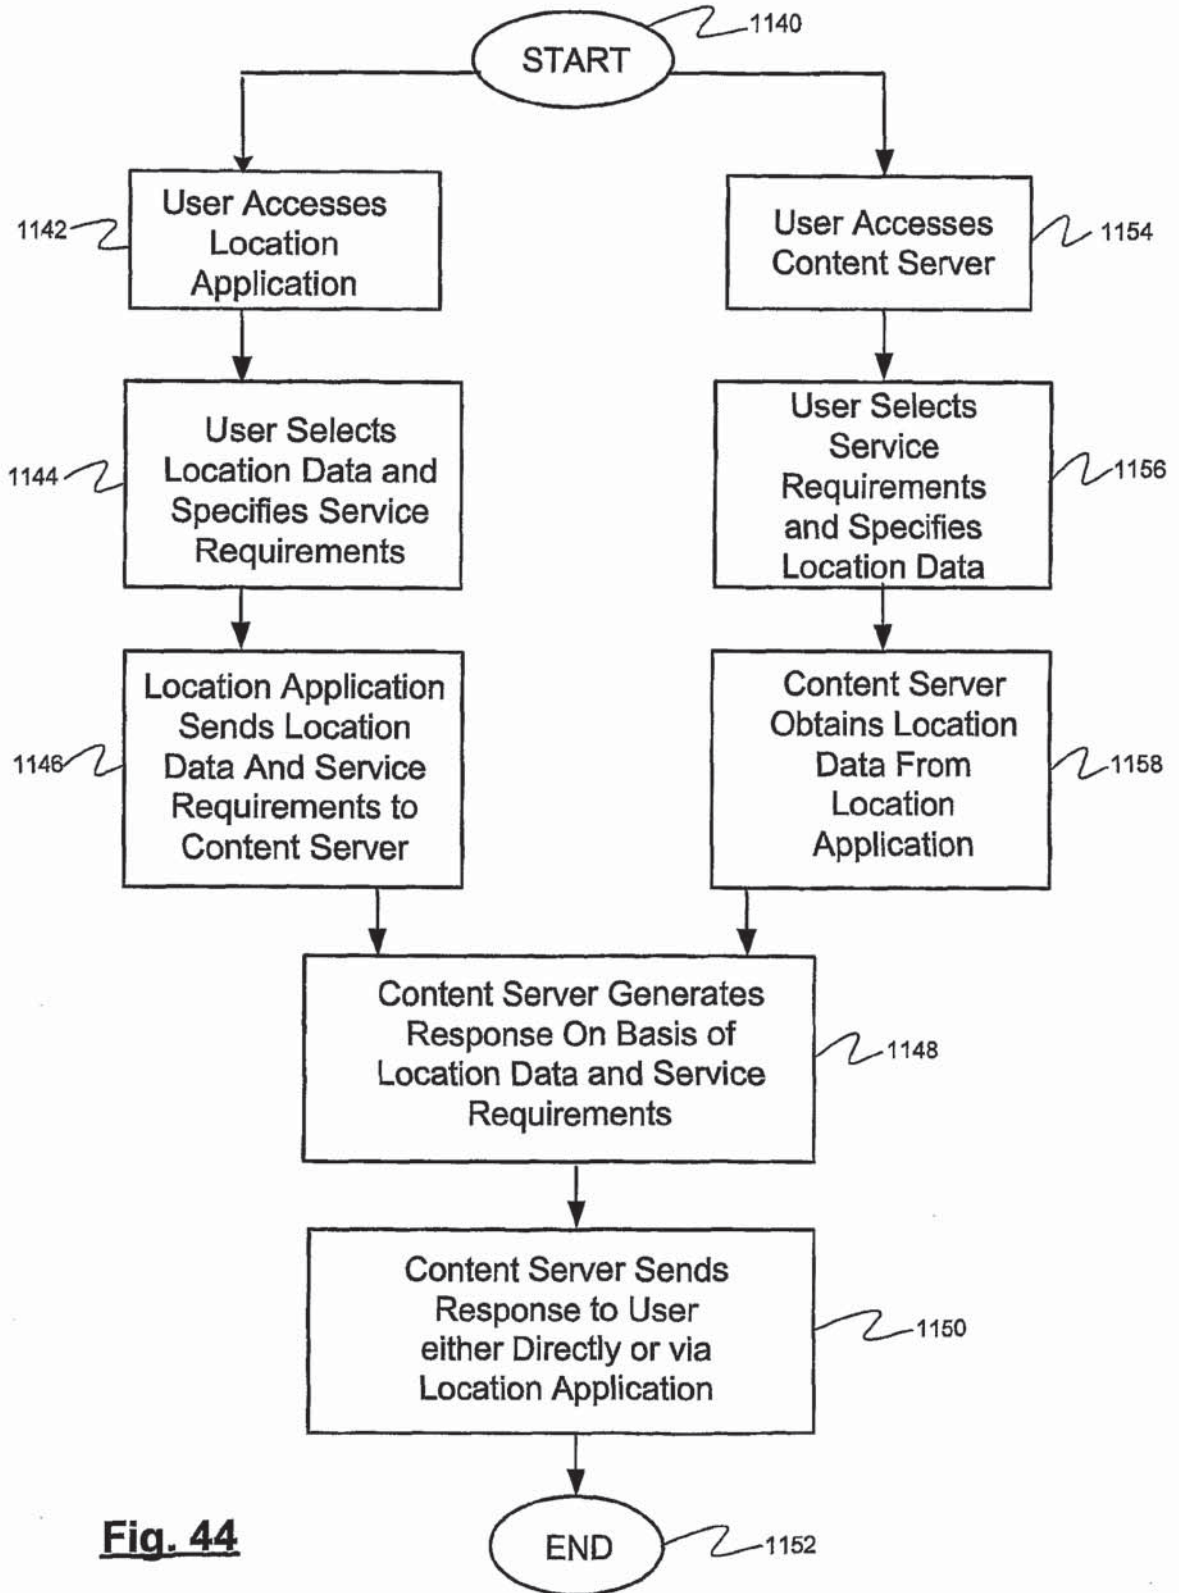 START
1140
User Accesses
Location
Application
1142
User Accesses
Content Server
1154
User Selects
Location Data and
Specifies Service
Requirements
1144
User Selects
Service
Requirements
and Specifies
Location Data
1156
Location Application
Sends Location
Data And Service
Requirements to
Content Server
1146
Content Server
Obtains Location
Data From
Location
Application
1158
Content Server Generates
Response On Basis of
Location Data and Service
Requirements
1148
Content Server Sends
Response to User
either Directly or via
Location Application
1150
END
1152
Fig. 44